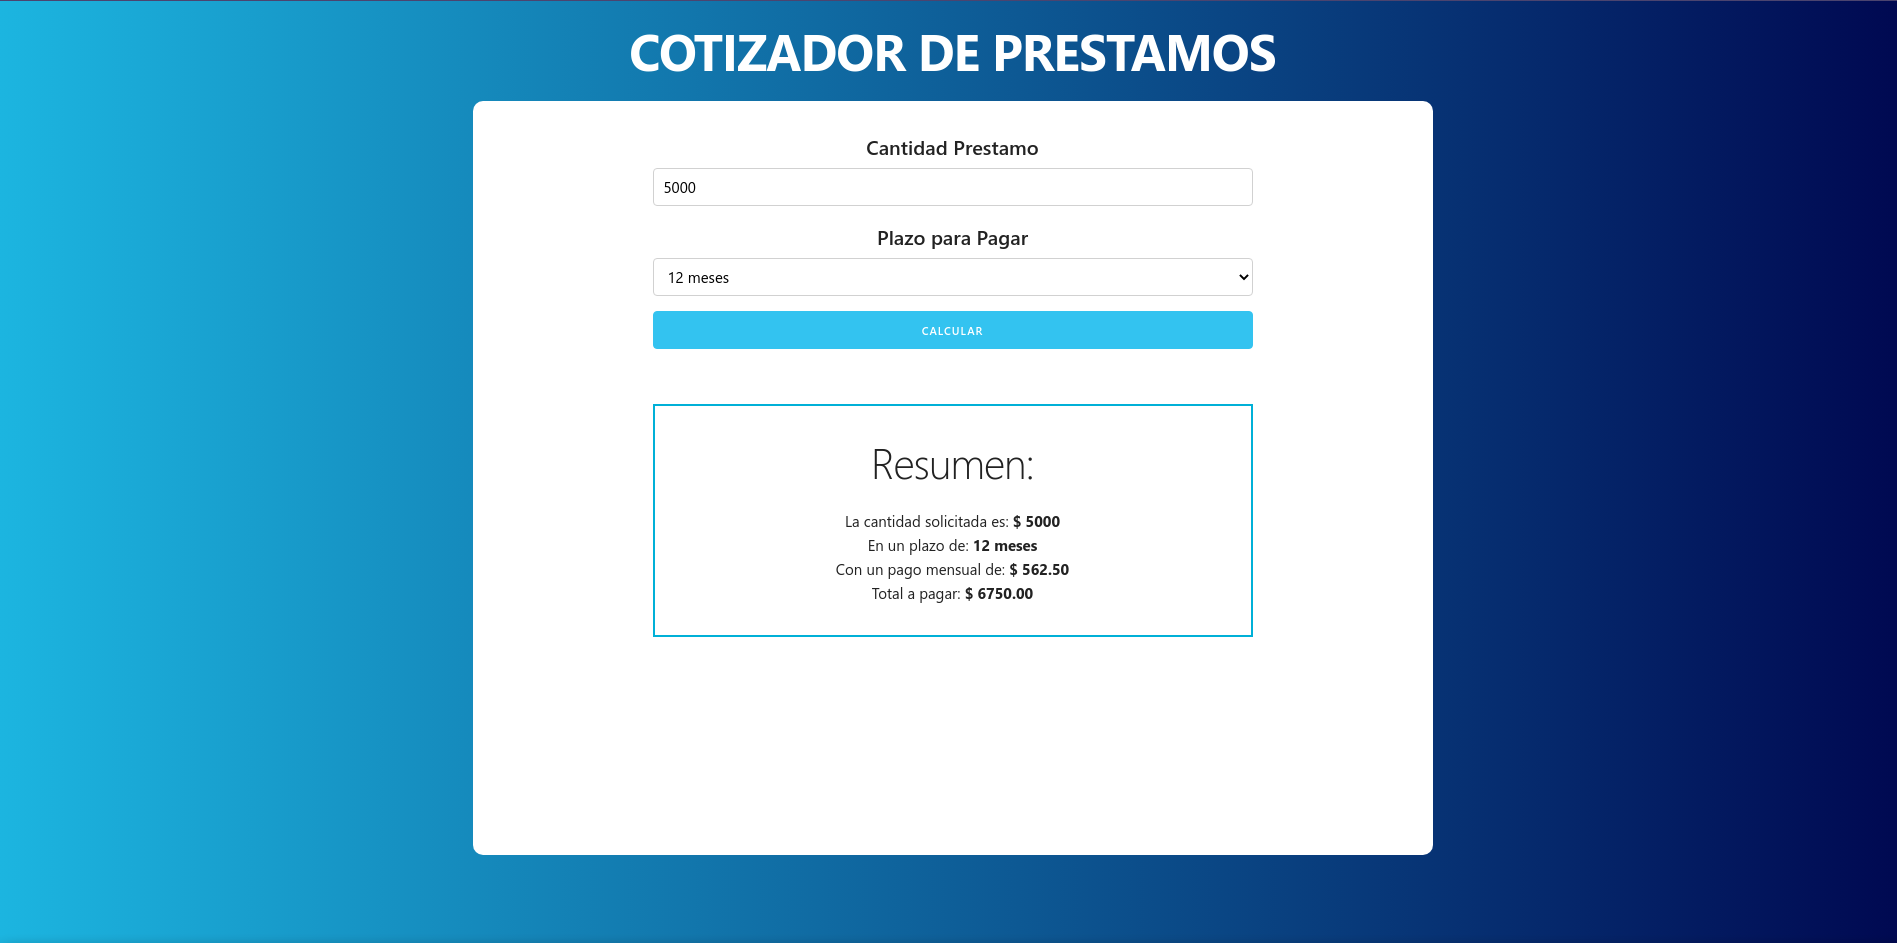 COTIZADOR DE PRESTAMOS
Cantidad Prestamo
5000
Plazo para Pagar
12 meses
CALCULAR
Resumen:
La cantidad solicitada es: $ 5000
En un plazo de: 12 meses
Con un pago mensual de: $ 562.50
Total a pagar: $ 6750.00